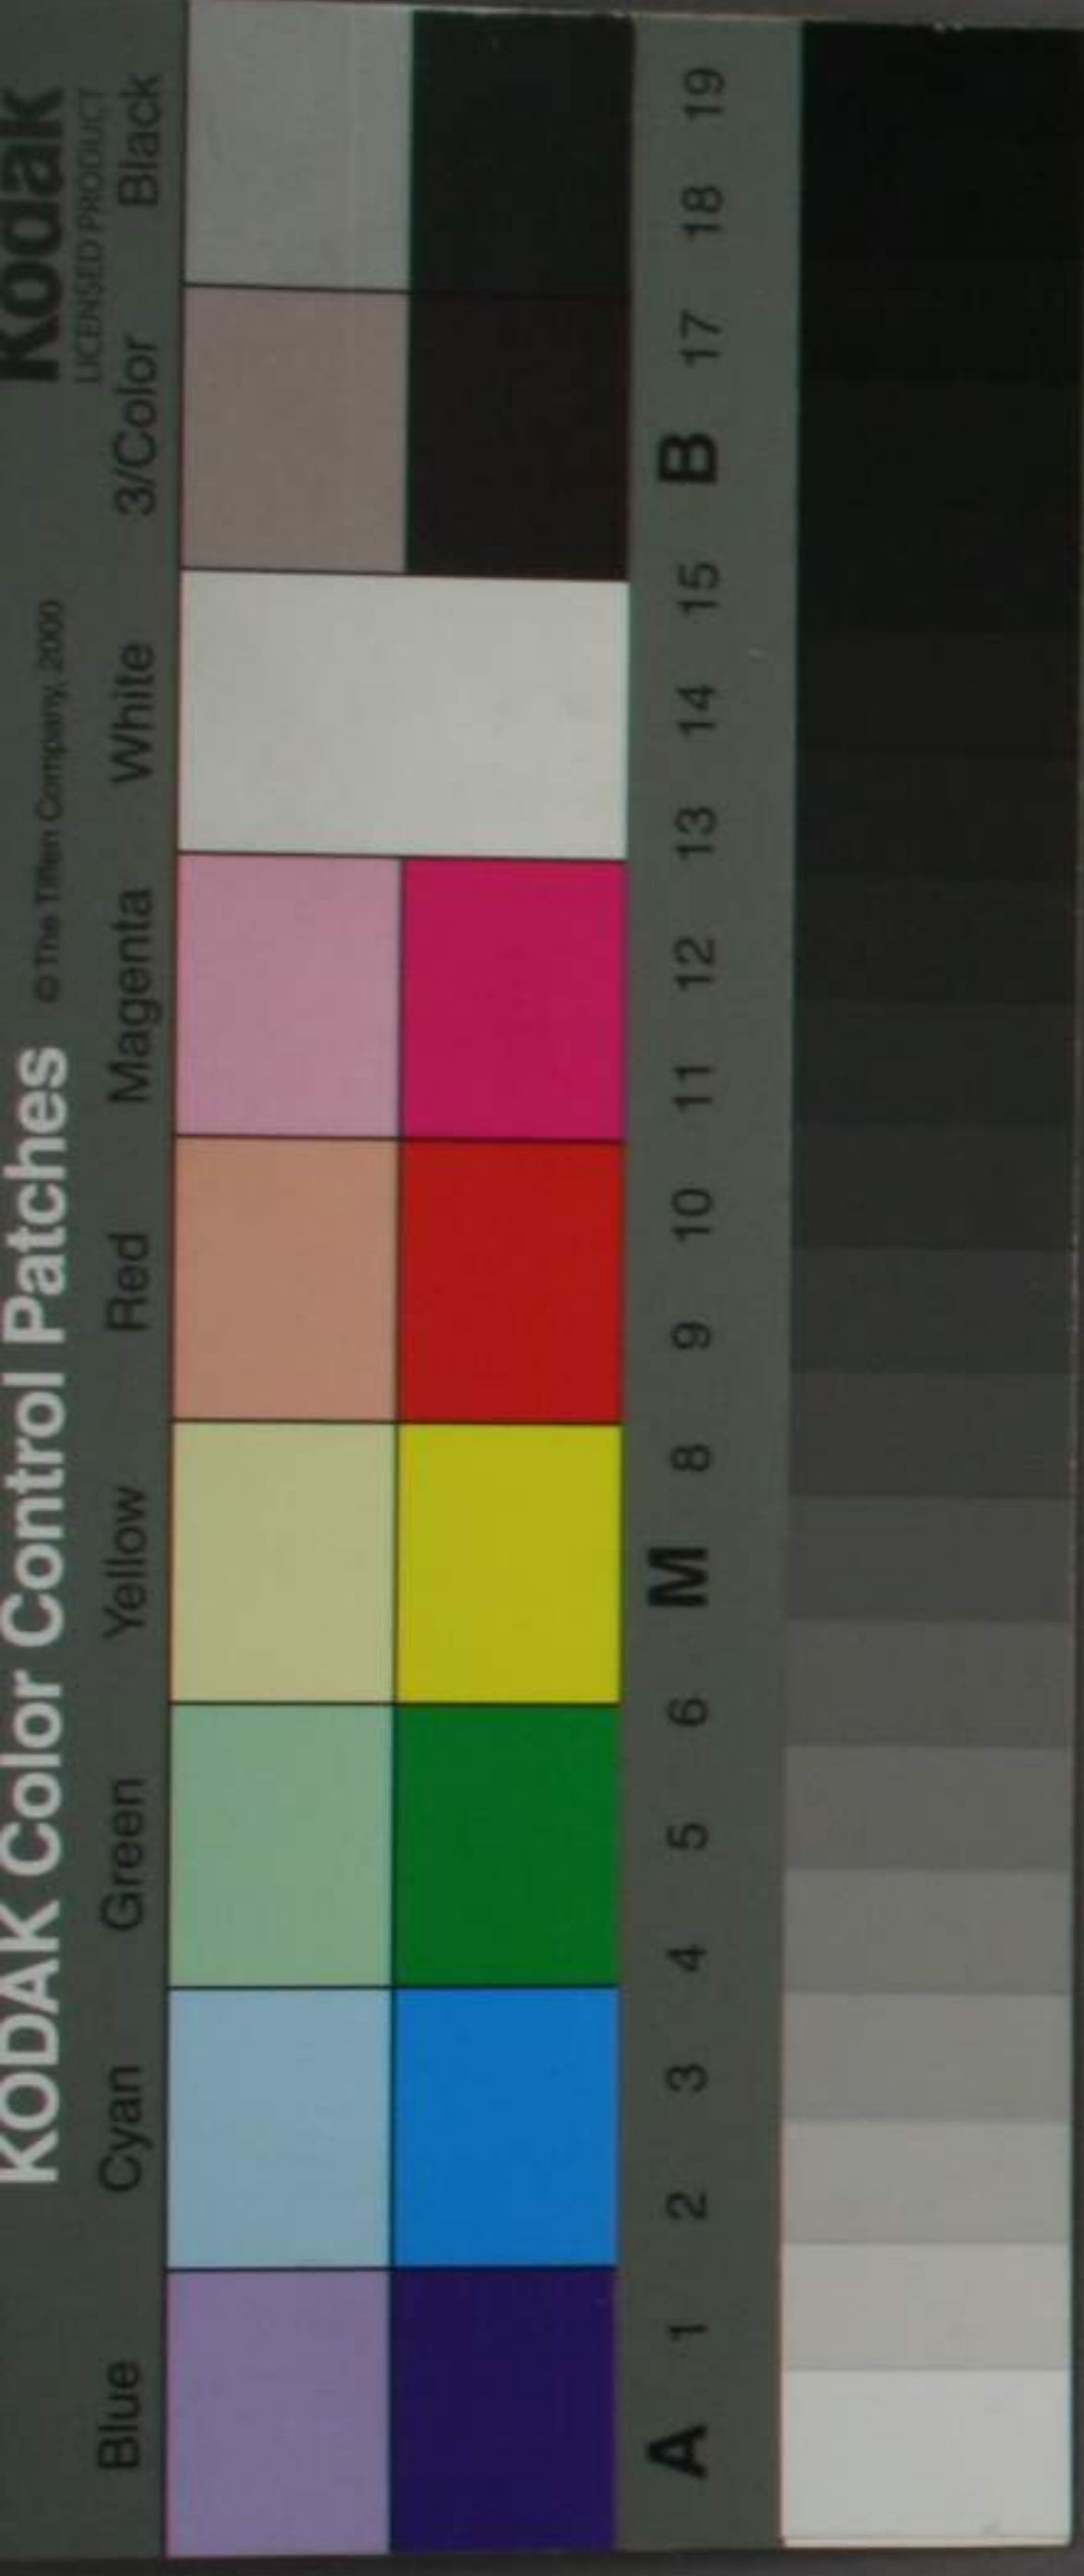 KODAK Color Control Patches © The Tiffen Company, 2000 Kodak
LICENSED PRODUCT
Blue Cyan Green Yellow Red Magenta White 3/Color Black
A 1 2 3 4 5 6 M 8 9 10 11 12 13 14 15 B 17 18 19